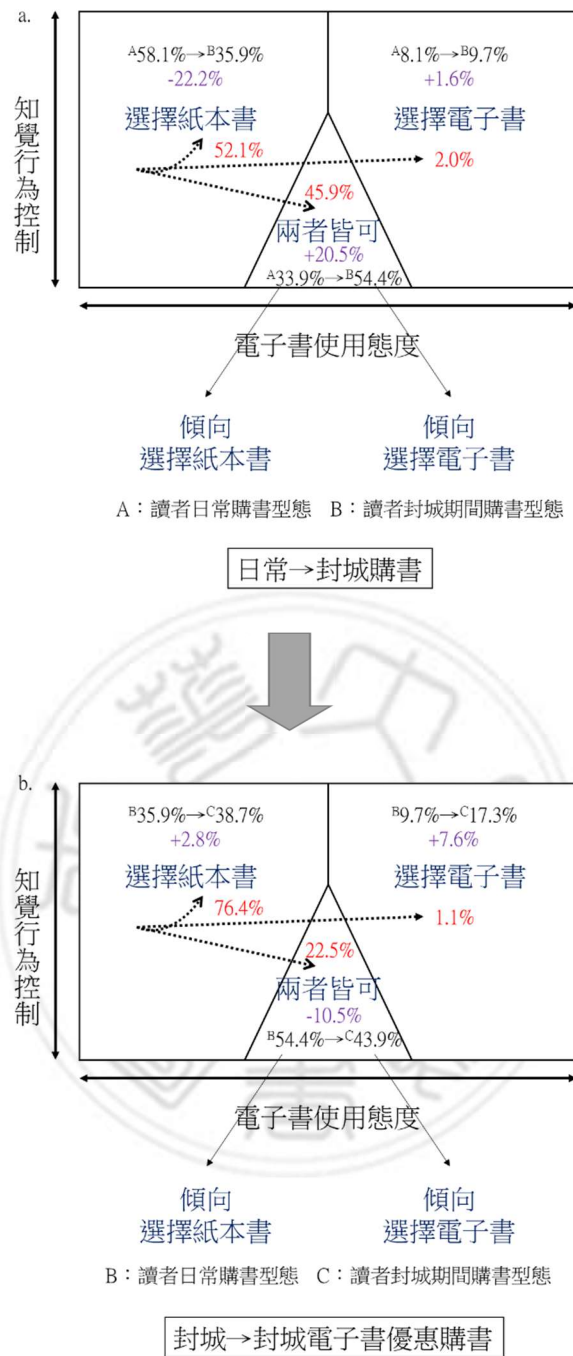 a.
ᴬ58.1%→ᴮ35.9%
-22.2%
選擇紙本書
52.1%
ᴬ8.1%→ᴮ9.7%
+1.6%
選擇電子書
2.0%
45.9%
兩者皆可
+20.5%
ᴬ33.9%→ᴮ54.4%
知覺行為控制
電子書使用態度
傾向
選擇紙本書
傾向
選擇電子書
A：讀者日常購書型態 B：讀者封城期間購書型態
日常→封城購書
b.
ᴮ35.9%→ᶜ38.7%
+2.8%
選擇紙本書
76.4%
ᴮ9.7%→ᶜ17.3%
+7.6%
選擇電子書
1.1%
22.5%
兩者皆可
-10.5%
ᴮ54.4%→ᶜ43.9%
知覺行為控制
電子書使用態度
傾向
選擇紙本書
傾向
選擇電子書
B：讀者日常購書型態 C：讀者封城期間購書型態
封城→封城電子書優惠購書